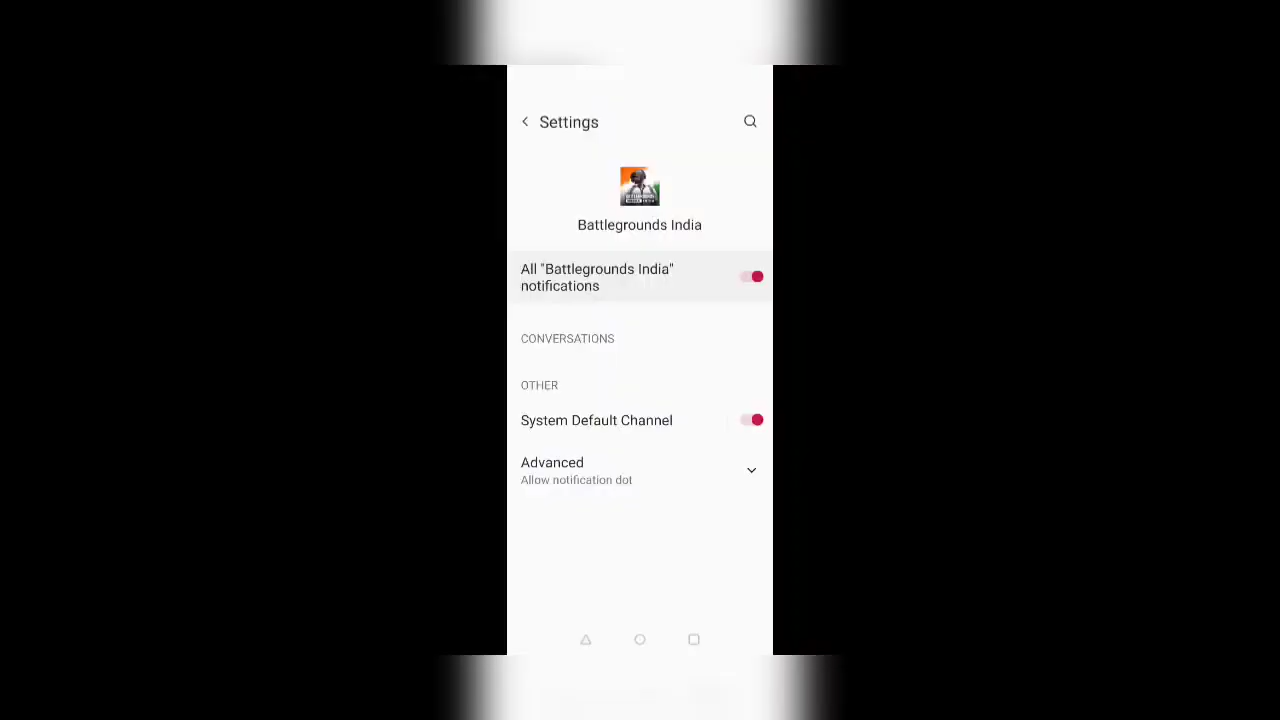 Settings
Battlegrounds India
All "Battlegrounds India"
notifications
CONVERSATIONS
OTHER
System Default Channel
Advanced
Allow notification dot